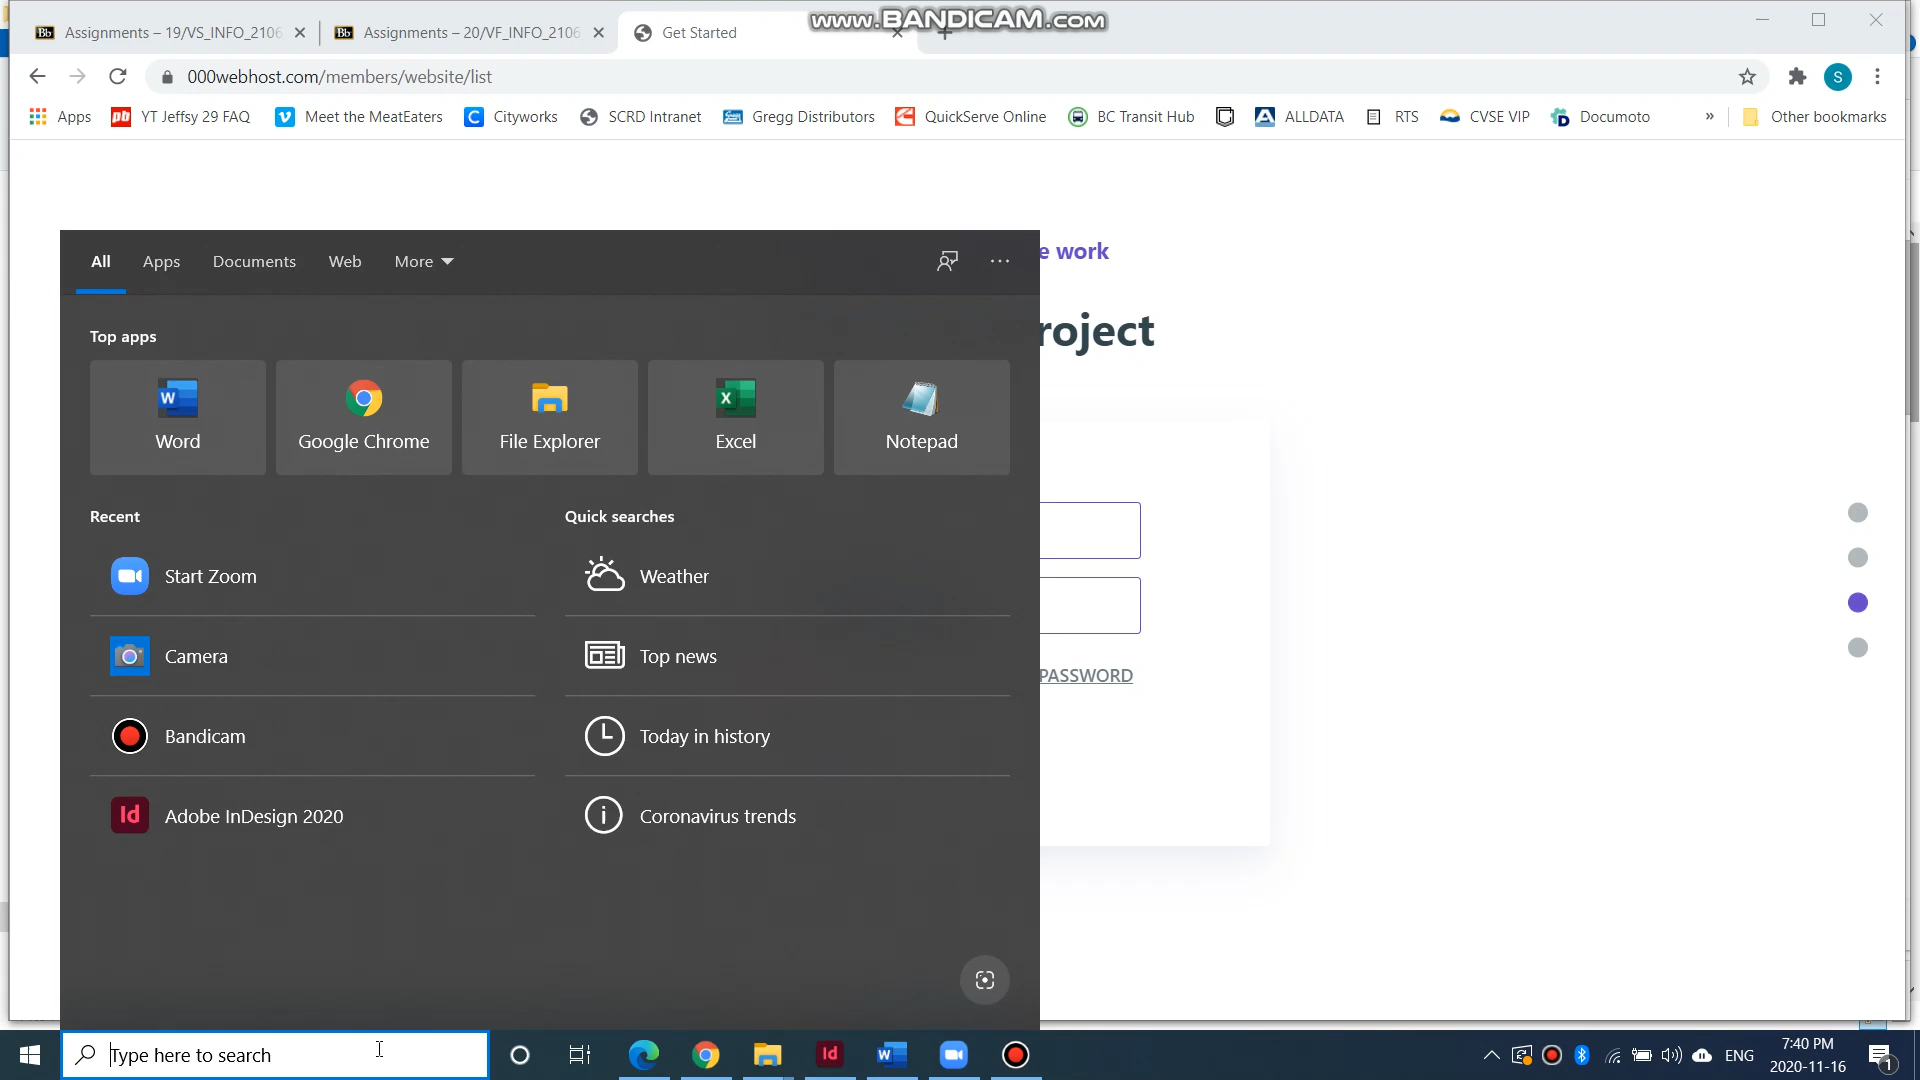 Assignments – 19/VS_INFO_2106
Assignments – 20/VF_INFO_2106
Get Started
www.BANDICAM.com
000webhost.com/members/website/list
S
Apps
YT Jeffsy 29 FAQ
Meet the MeatEaters
Cityworks
SCRD Intranet
Gregg Distributors
QuickServe Online
BC Transit Hub
ALLDATA
RTS
CVSE VIP
Documoto
»
Other bookmarks
e work
roject
PASSWORD
All
Apps
Documents
Web
More
Top apps
Word
Google Chrome
File Explorer
Excel
Notepad
Recent
Quick searches
Start Zoom
Weather
Camera
Top news
Bandicam
Today in history
Adobe InDesign 2020
Coronavirus trends
Type here to search
ENG
7:40 PM
2020-11-16
1